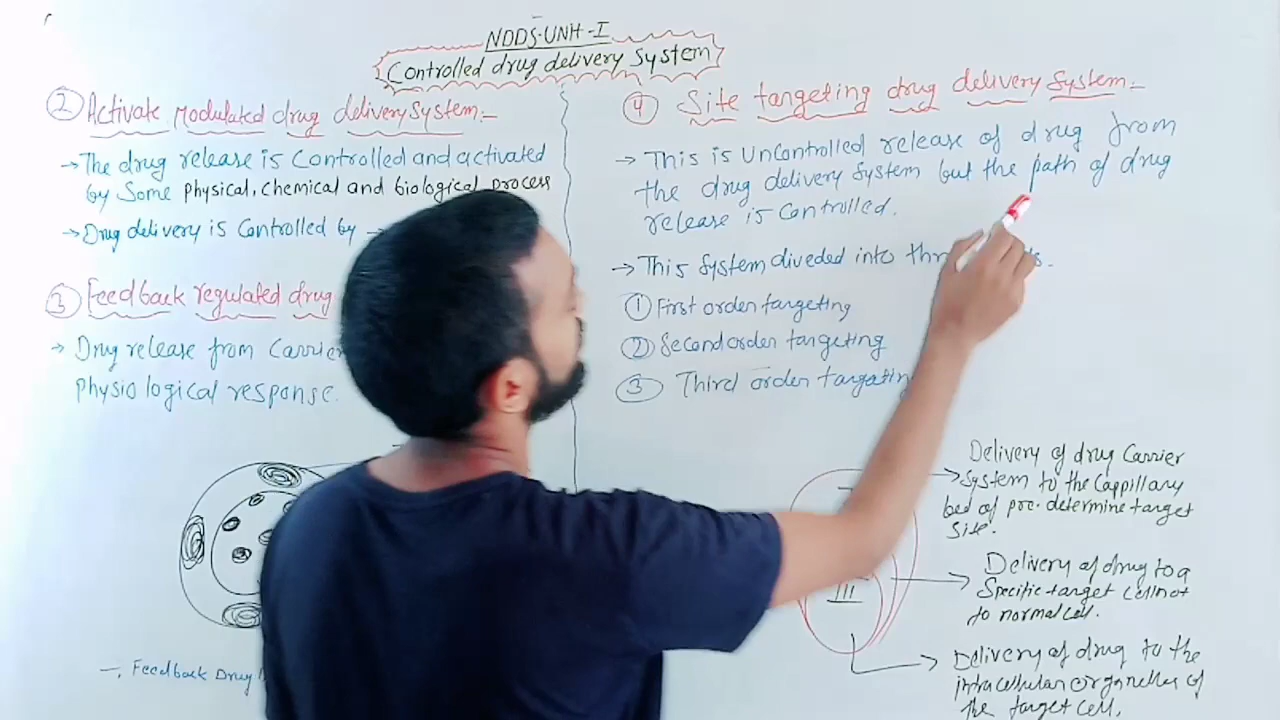 NDDS-UNIT-I
Controlled drug delivery system
② Activate Modulated drug delivery System:-
→ The drug release is Controlled and activated
by Some physical, chemical and biological process
→ Drug delivery is Controlled by →
③ Feedback regulated drug
→ Drug release from Carrier
physiological response.
→ Feedback Drug
④ Site targeting drug delivery System:-
→ This is Uncontrolled release of drug from
the drug delivery System but the path of drug
release is Controlled.
→ This System diveded into
① First order targeting
② Second order targeting
③ Third order targating
III
Delivery of drug Carrier
System to the Cappillary
bed of pre-determine target
Site.
Delivery of drug to a
Specific target cell not
to normal cell.
Delivery of drug to the
intracellular organelles of
the target cell.